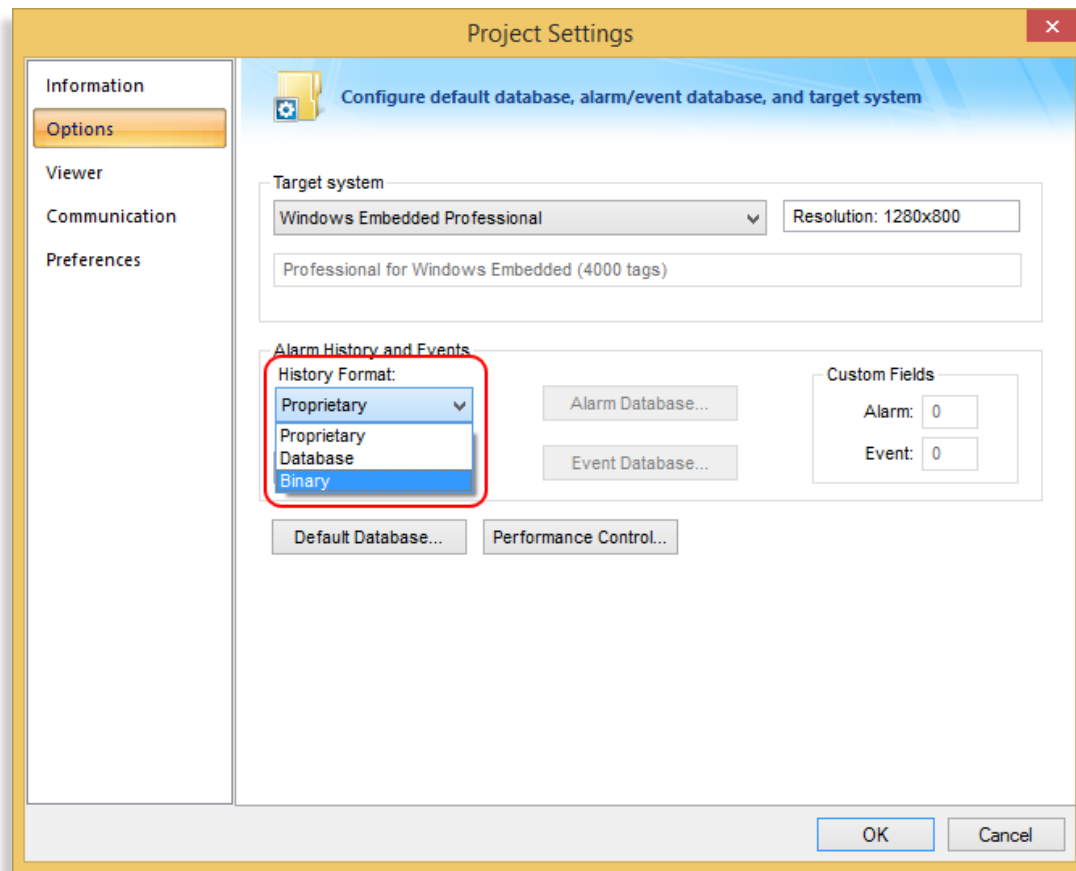 Project Settings
Information
Options
Viewer
Communication
Preferences
Configure default database, alarm/event database, and target system
Target system
Windows Embedded Professional
Resolution: 1280x800
Professional for Windows Embedded (4000 tags)
Alarm History and Events
History Format:
Proprietary
Proprietary
Database
Binary
Alarm Database...
Event Database...
Custom Fields
Alarm: 0
Event: 0
Default Database...
Performance Control...
OK
Cancel